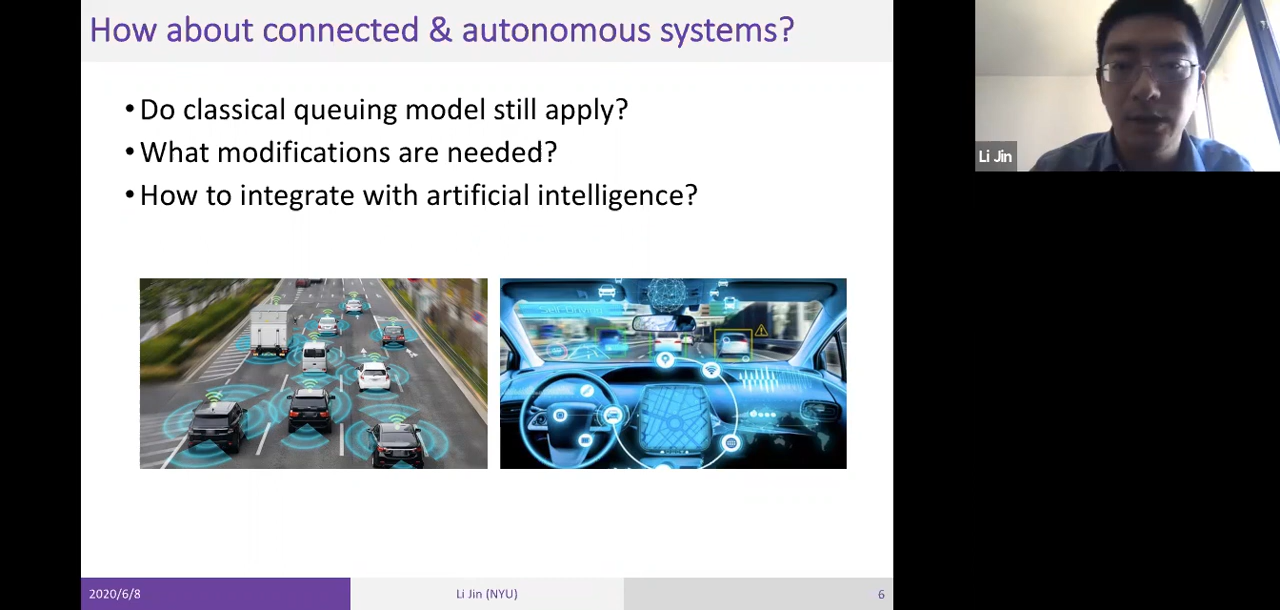 How about connected & autonomous systems?
• Do classical queuing model still apply?
• What modifications are needed?
• How to integrate with artificial intelligence?
Li Jin
2020/6/8
Li Jin (NYU)
6